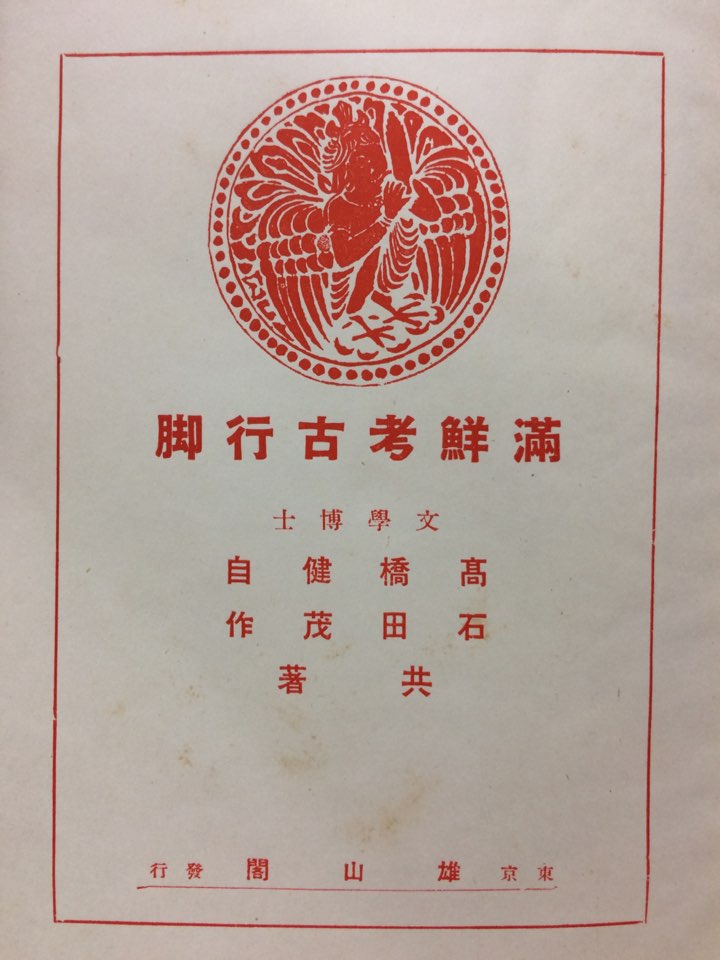 滿鮮考古行脚
文學博士
髙橋健自
石田茂作
共著
東京 雄山閣 發行